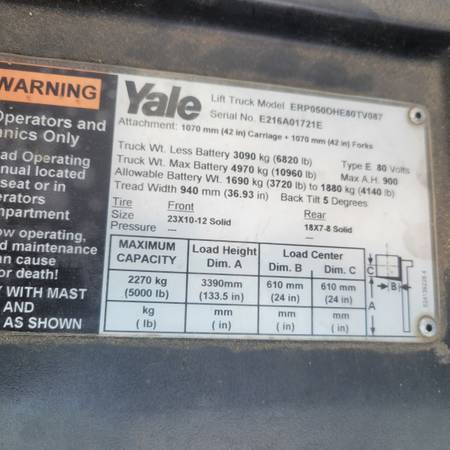 WARNING
Operators and
anics Only
ad Operating
nual located
seat or in
erators
partment
ow operating,
d maintenance
an cause
or death!
Y WITH MAST
AND
AS SHOWN
Yale
Lift Truck Model ERP050DHE80TV087
Serial No. E216A01721E
Attachment: 1070 mm (42 in) Carriage + 1070 mm (42 in) Forks
Truck Wt. Less Battery 3090 kg (6820 lb) Type E 80 Volts
Truck Wt. Max Battery 4970 kg (10960 lb) Max A.H. 900
Allowable Battery Wt. 1690 kg (3720 lb) to 1880 kg (4140 lb)
Tread Width 940 mm (36.93 in) Back Tilt 5 Degrees
Tire Front Rear
Size 23X10-12 Solid 18X7-8 Solid
Pressure --- ---
MAXIMUM CAPACITY Load Height Dim. A Load Center Dim. B Dim. C
2270 kg 3390mm 610 mm 610 mm
(5000 lb) (133.5 in) (24 in) (24 in)
kg mm mm mm
( lb) ( in) ( in) ( in)
C
B
A